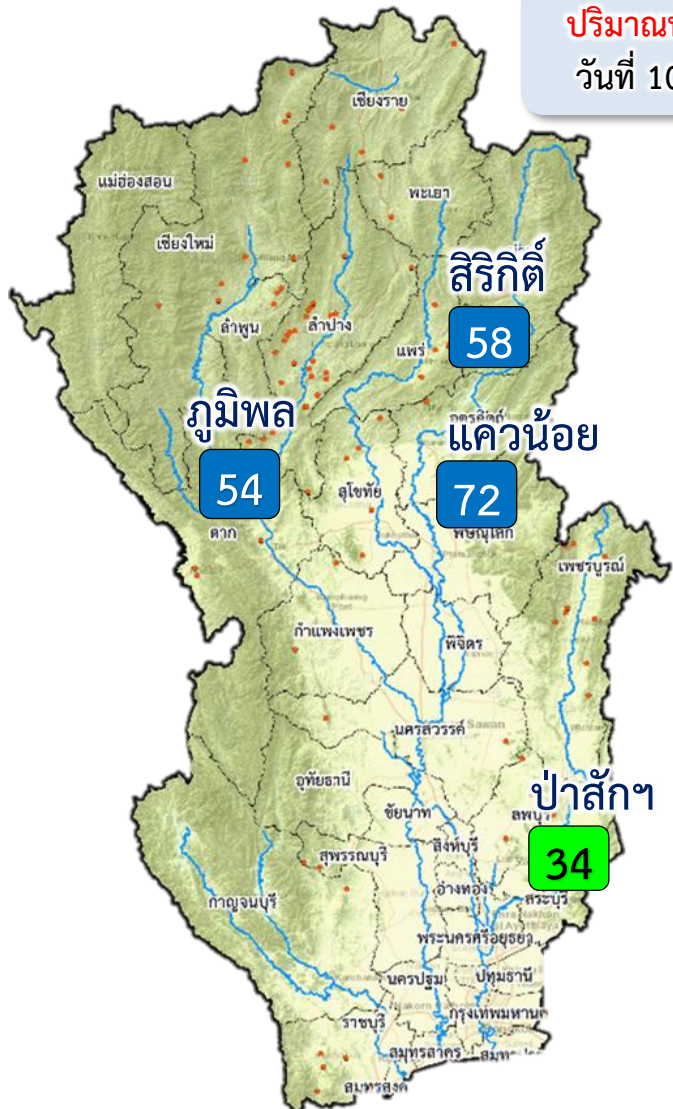 วันที่ 10
เชียงราย
แม่ฮ่องสอน
พะเยา
เชียงใหม่
สิริกิติ์
58
ลำพูน
ลำปาง
แพร่
ภูมิพล
54
อุตรดิตถ์
แควน้อย
72
สุโขทัย
ตาก
พิษณุโลก
เพชรบูรณ์
กำแพงเพชร
พิจิตร
นครสวรรค์
Sawan
อุทัยธานี
ป่าสักฯ
34
ชัยนาท
ลพบุรี
สิงห์บุรี
สุพรรณบุรี
อ่างทอง
สระบุรี
กาญจนบุรี
พระนครศรีอยุธยา
นครปฐม
ปทุมธานี
ราชบุรี
กรุงเทพมหานค
สมุทรสาคร
สมุทรสงค